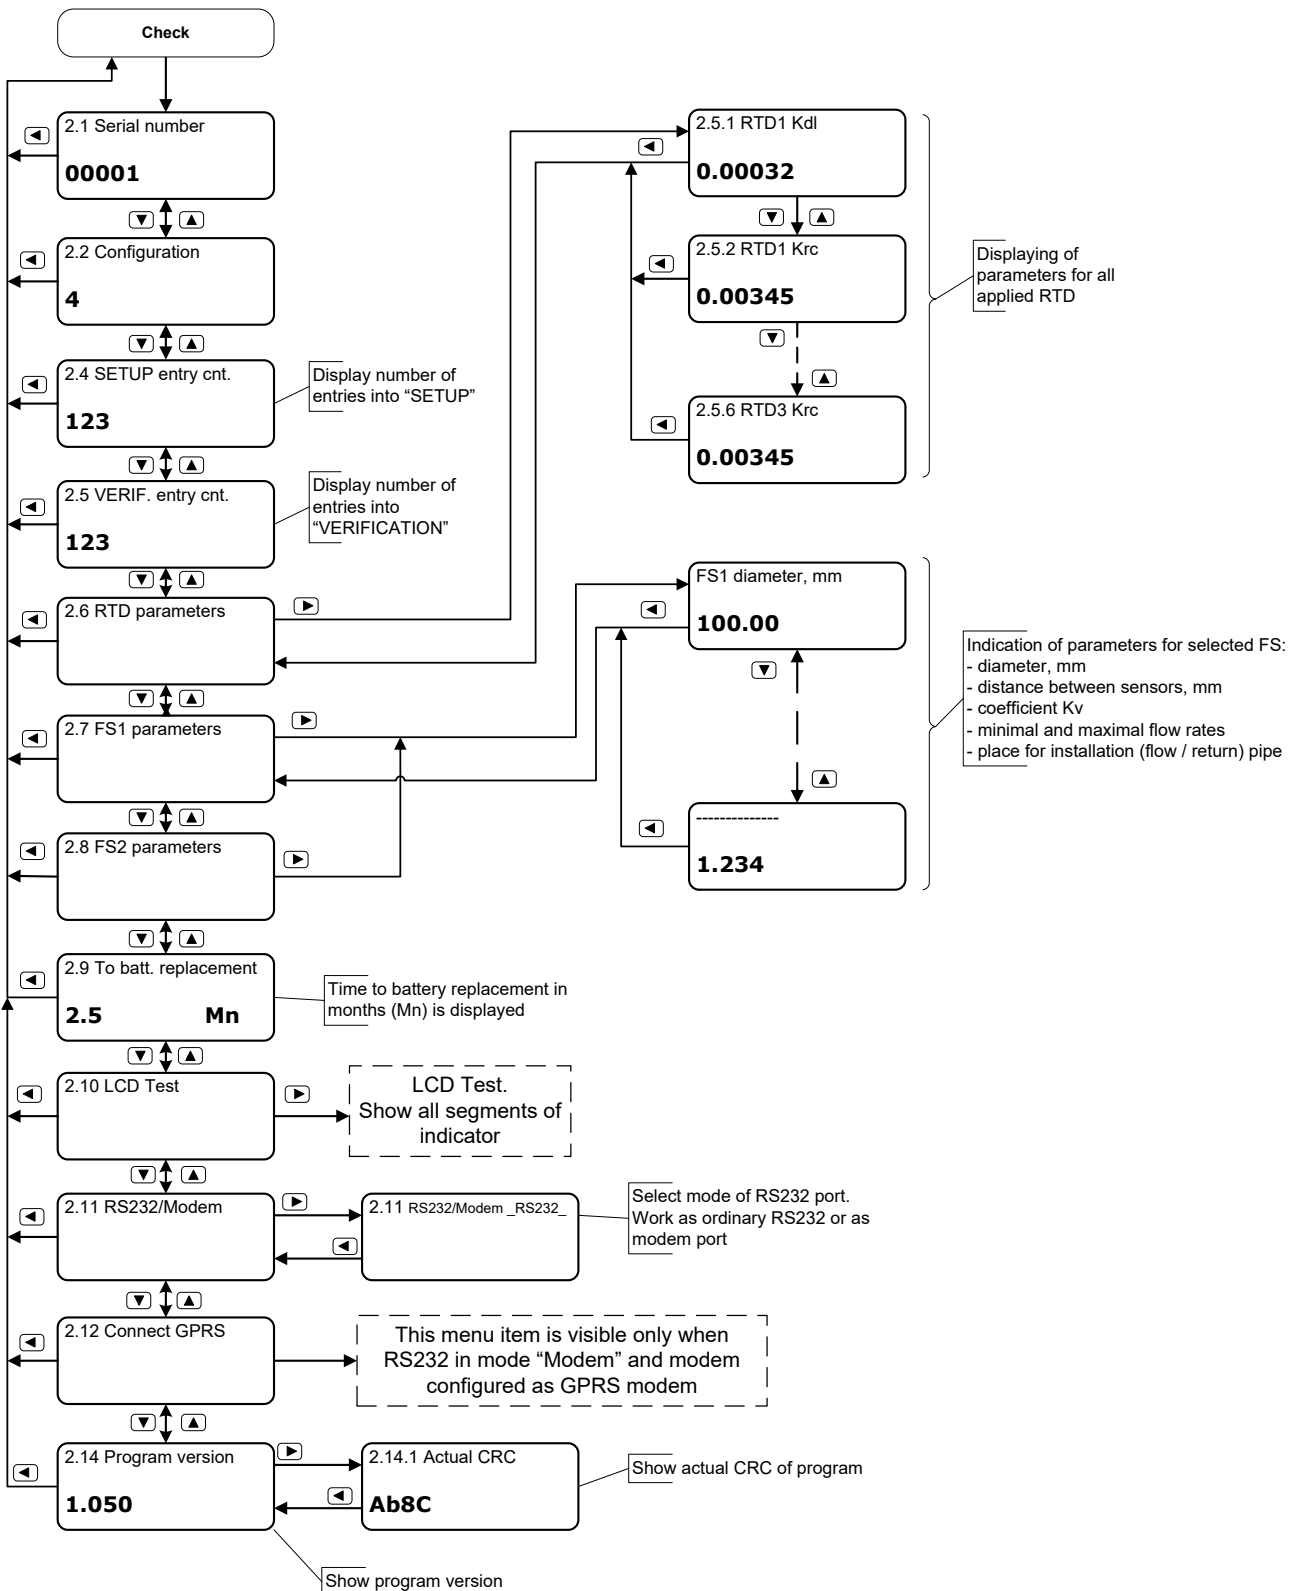 Check
2.1 Serial number
00001
2.2 Configuration
4
2.4 SETUP entry cnt.
123
Display number of
entries into “SETUP”
2.5 VERIF. entry cnt.
123
Display number of
entries into
“VERIFICATION”
2.6 RTD parameters
2.7 FS1 parameters
2.8 FS2 parameters
2.9 To batt. replacement
2.5 Mn
Time to battery replacement in
months (Mn) is displayed
2.10 LCD Test
LCD Test.
Show all segments of
indicator
2.11 RS232/Modem
2.11 RS232/Modem _RS232_
Select mode of RS232 port.
Work as ordinary RS232 or as
modem port
2.12 Connect GPRS
This menu item is visible only when
RS232 in mode “Modem” and modem
configured as GPRS modem
2.14 Program version
1.050
2.14.1 Actual CRC
Ab8C
Show actual CRC of program
Show program version
2.5.1 RTD1 Kdl
0.00032
2.5.2 RTD1 Krc
0.00345
2.5.6 RTD3 Krc
0.00345
Displaying of
parameters for all
applied RTD
FS1 diameter, mm
100.00
--------------
1.234
Indication of parameters for selected FS:
- diameter, mm
- distance between sensors, mm
- coefficient Kv
- minimal and maximal flow rates
- place for installation (flow / return) pipe